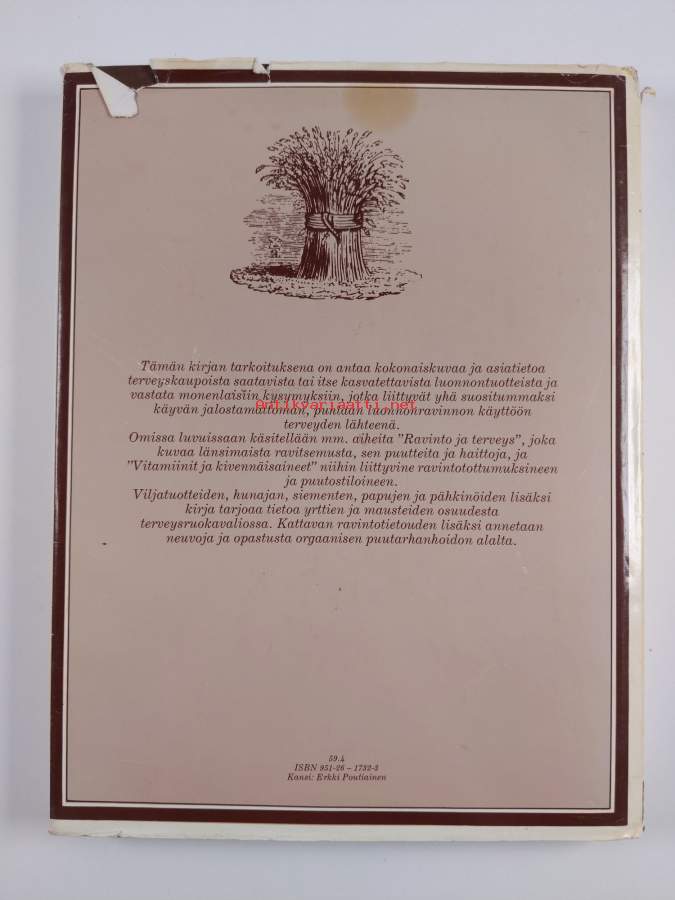 Tämän kirjan tarkoituksena on antaa kokonaiskuvaa ja asiatietoa
terveyskaupoista saatavista tai itse kasvatettavista luonnontuotteista ja
vastata monenlaisiin kysymyksiin, jotka liittyvät yhä suositummaksi
antikvariaatti.net
käyvän jalostamattoman, puhtaan luonnonravinnon käyttöön
terveyden lähteenä.
Omissa luvuissaan käsitellään mm. aiheita "Ravinto ja terveys", joka
kuvaa länsimaista ravitsemusta, sen puutteita ja haittoja, ja
"Vitamiinit ja kivennäisaineet" niihin liittyvine ravintotottumuksineen
ja puutostiloineen.
Viljatuotteiden, hunajan, siementen, papujen ja pähkinöiden lisäksi
kirja tarjoaa tietoa yrttien ja mausteiden osuudesta
terveysruokavaliossa. Kattavan ravintotietouden lisäksi annetaan
neuvoja ja opastusta orgaanisen puutarhanhoidon alalta.
59.4
ISBN 951-26-1732-3
Kansi: Erkki Poutiainen